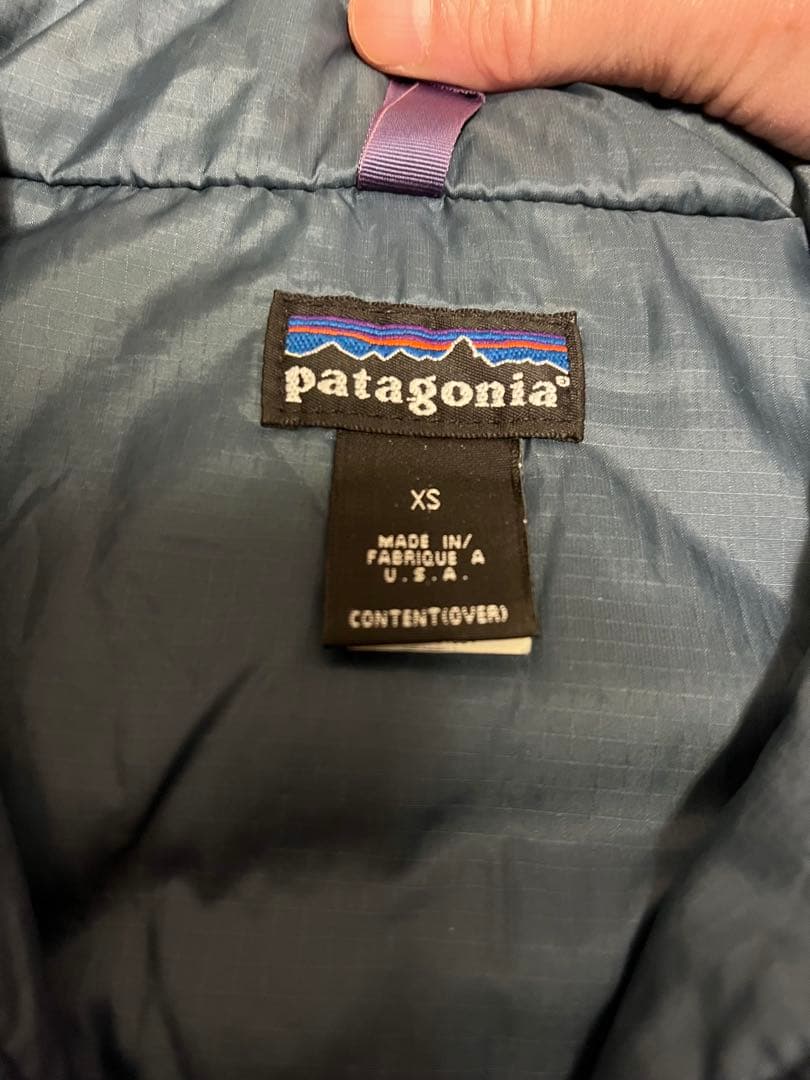 patagonia®
XS
MADE IN/
FABRIQUE A
U.S.A.
CONTENT(OVER)